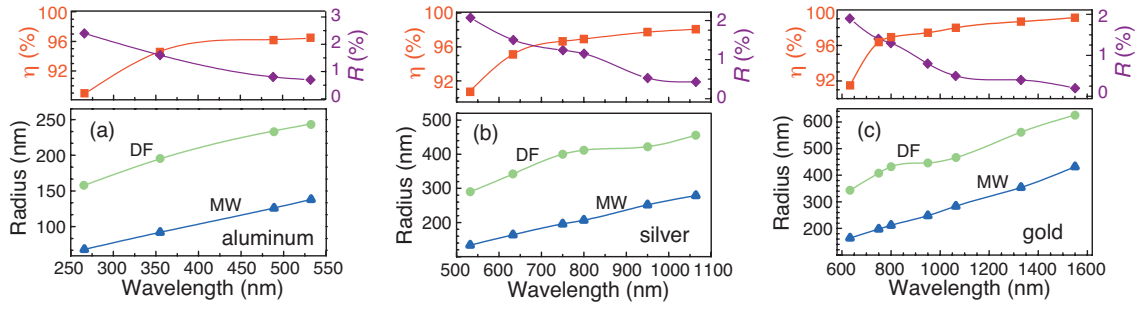 100
96
92
η (%)
3
2
1
0
R (%)
250
200
150
100
Radius (nm)
(a)
DF
MW
aluminum
250 300 350 400 450 500 550
Wavelength (nm)
100
96
92
η (%)
2
1
0
R (%)
500
400
300
200
Radius (nm)
(b)
DF
MW
silver
500 600 700 800 900 1000 1100
Wavelength (nm)
100
96
92
η (%)
2
1
0
R (%)
600
500
400
300
200
Radius (nm)
(c)
DF
MW
gold
600 800 1000 1200 1400 1600
Wavelength (nm)